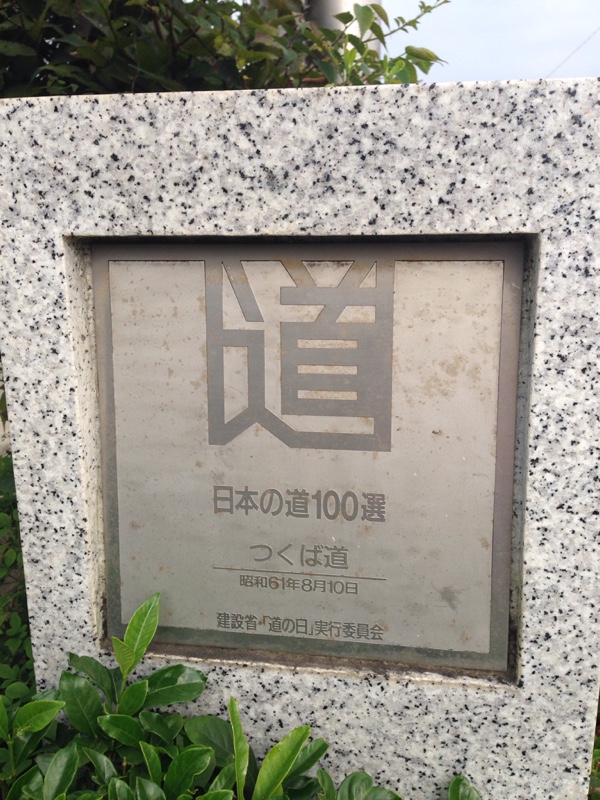 道
日本の道100選
つくば道
昭和61年8月10日
建設省・「道の日」実行委員会